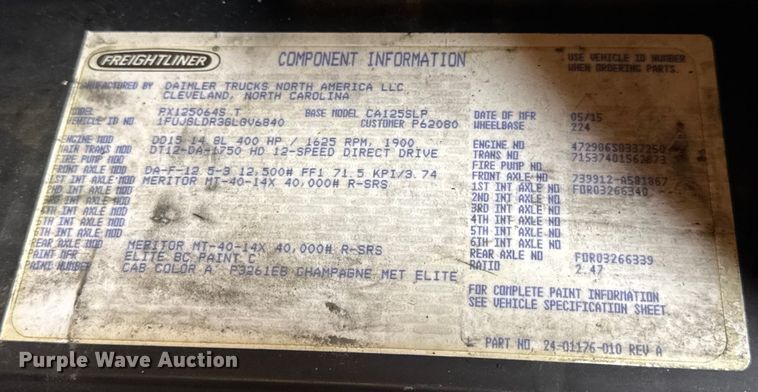 FREIGHTLINER
COMPONENT INFORMATION
USE VEHICLE ID NUMBER
WHEN ORDERING PARTS.
MANUFACTURED BY DAIMLER TRUCKS NORTH AMERICA LLC
CLEVELAND, NORTH CAROLINA
MODEL PX125064S T BASE MODEL CA125SLP
VEHICLE ID NO CUSTOMER P62080
DATE OF MFR 05/15
WHEELBASE 224
ENGINE MOD DD15 14.8L 400 HP / 1625 RPM, 1900
MAIN TRANS MOD DT12-DA-1750 HD 12-SPEED DIRECT DRIVE
PUMP MOD
FRONT AXLE MOD DA-F-12.5-3 12,500# FF1 71.5 KPI/3.74
1ST INT AXLE MOD MERITOR MT-40-14X 40,000# R-SRS
2ND INT AXLE MOD
3RD INT AXLE MOD
4TH INT AXLE MOD
5TH INT AXLE MOD
6TH INT AXLE MOD
REAR AXLE MOD MERITOR MT-40-14X 40,000# R-SRS
PAINT MFR ELITE BC PAINT C
PAINT NUMBER CAB COLOR A: P3261EB CHAMPAGNE MET ELITE
ENGINE NO
TRANS NO
FIRE PUMP NO
FRONT AXLE NO
1ST INT AXLE NO FDR03266340
2ND INT AXLE NO
3RD INT AXLE NO
4TH INT AXLE NO
5TH INT AXLE NO
6TH INT AXLE NO
REAR AXLE NO FDR03266339
RATIO 2.47
FOR COMPLETE PAINT INFORMATION
SEE VEHICLE SPECIFICATION SHEET.
PART NO. 24-01176-010 REV A
Purple Wave Auction